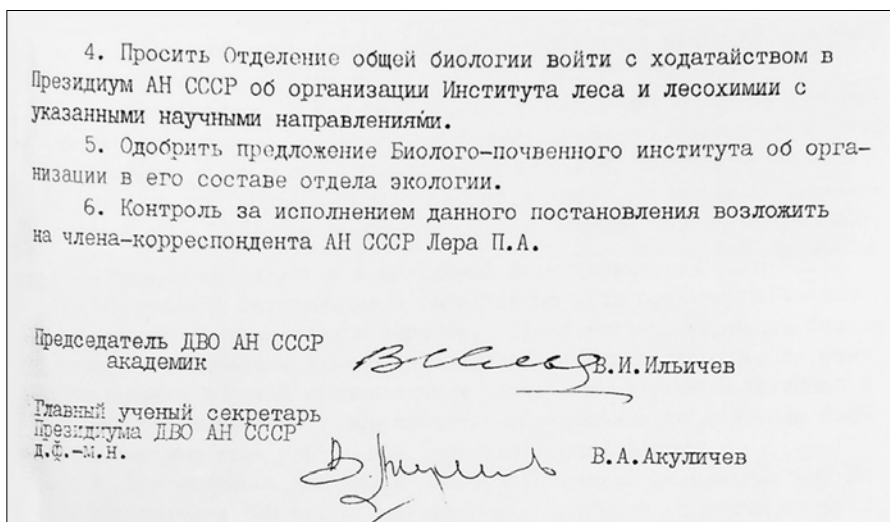 4. Просить Отделение общей биологии войти с ходатайством в
Президиум АН СССР об организации Института леса и лесохимии с
указанными научными направлениями.
5. Одобрить предложение Биолого-почвенного института об орга-
низации в его составе отдела экологии.
6. Контроль за исполнением данного постановления возложить
на члена-корреспондента АН СССР Лера П.А.
Председатель ДВО АН СССР
академик В.И.Ильичев
Главный ученый секретарь
Президиума ДВО АН СССР
д.ф.-м.н. В.А.Акуличев